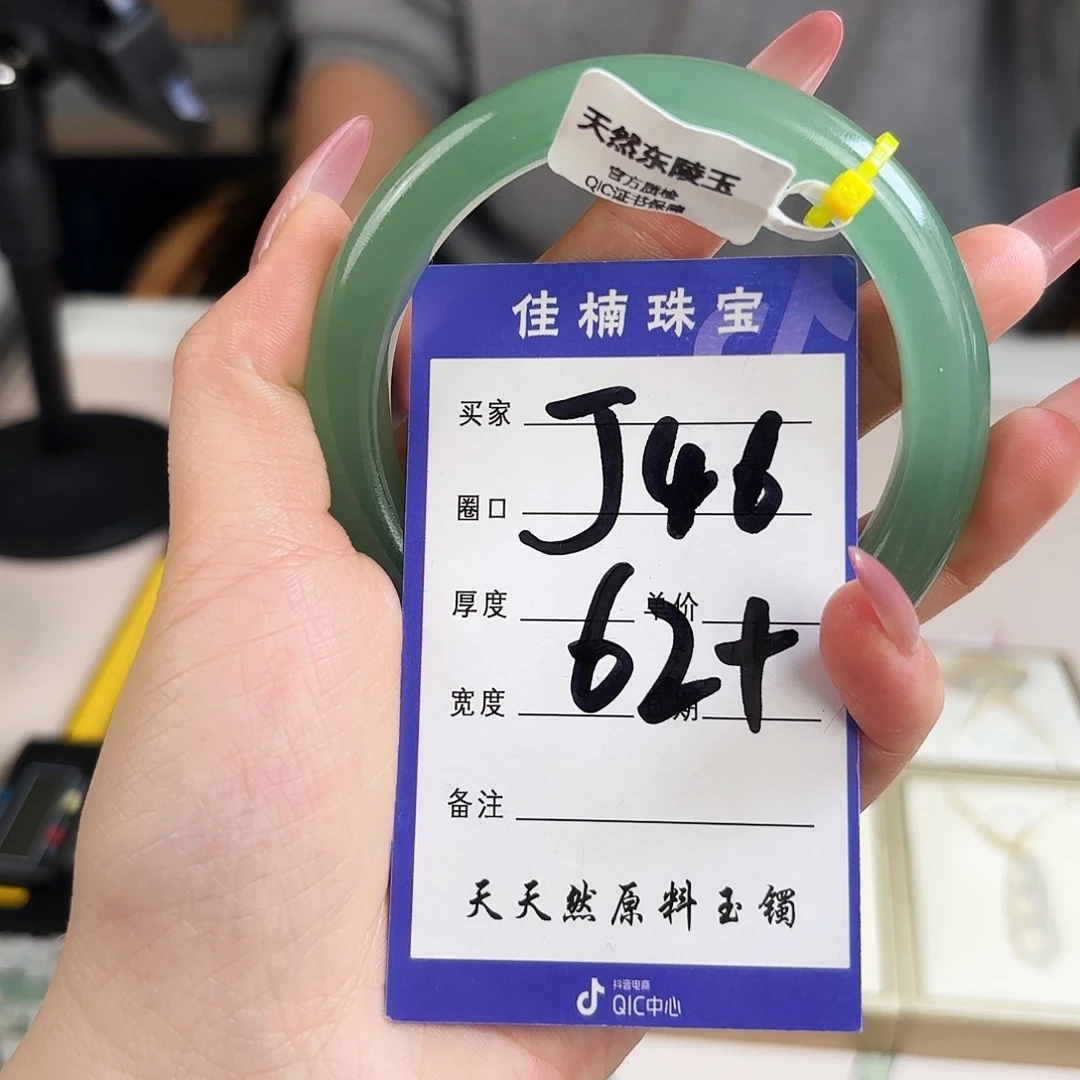 天然东陵玉
官方质检
QIC证书保障
佳楠珠宝
买家
J46
圈口
厚度 单价
62+
宽度 日期
备注
天天然原料玉镯
抖音电商
QIC中心